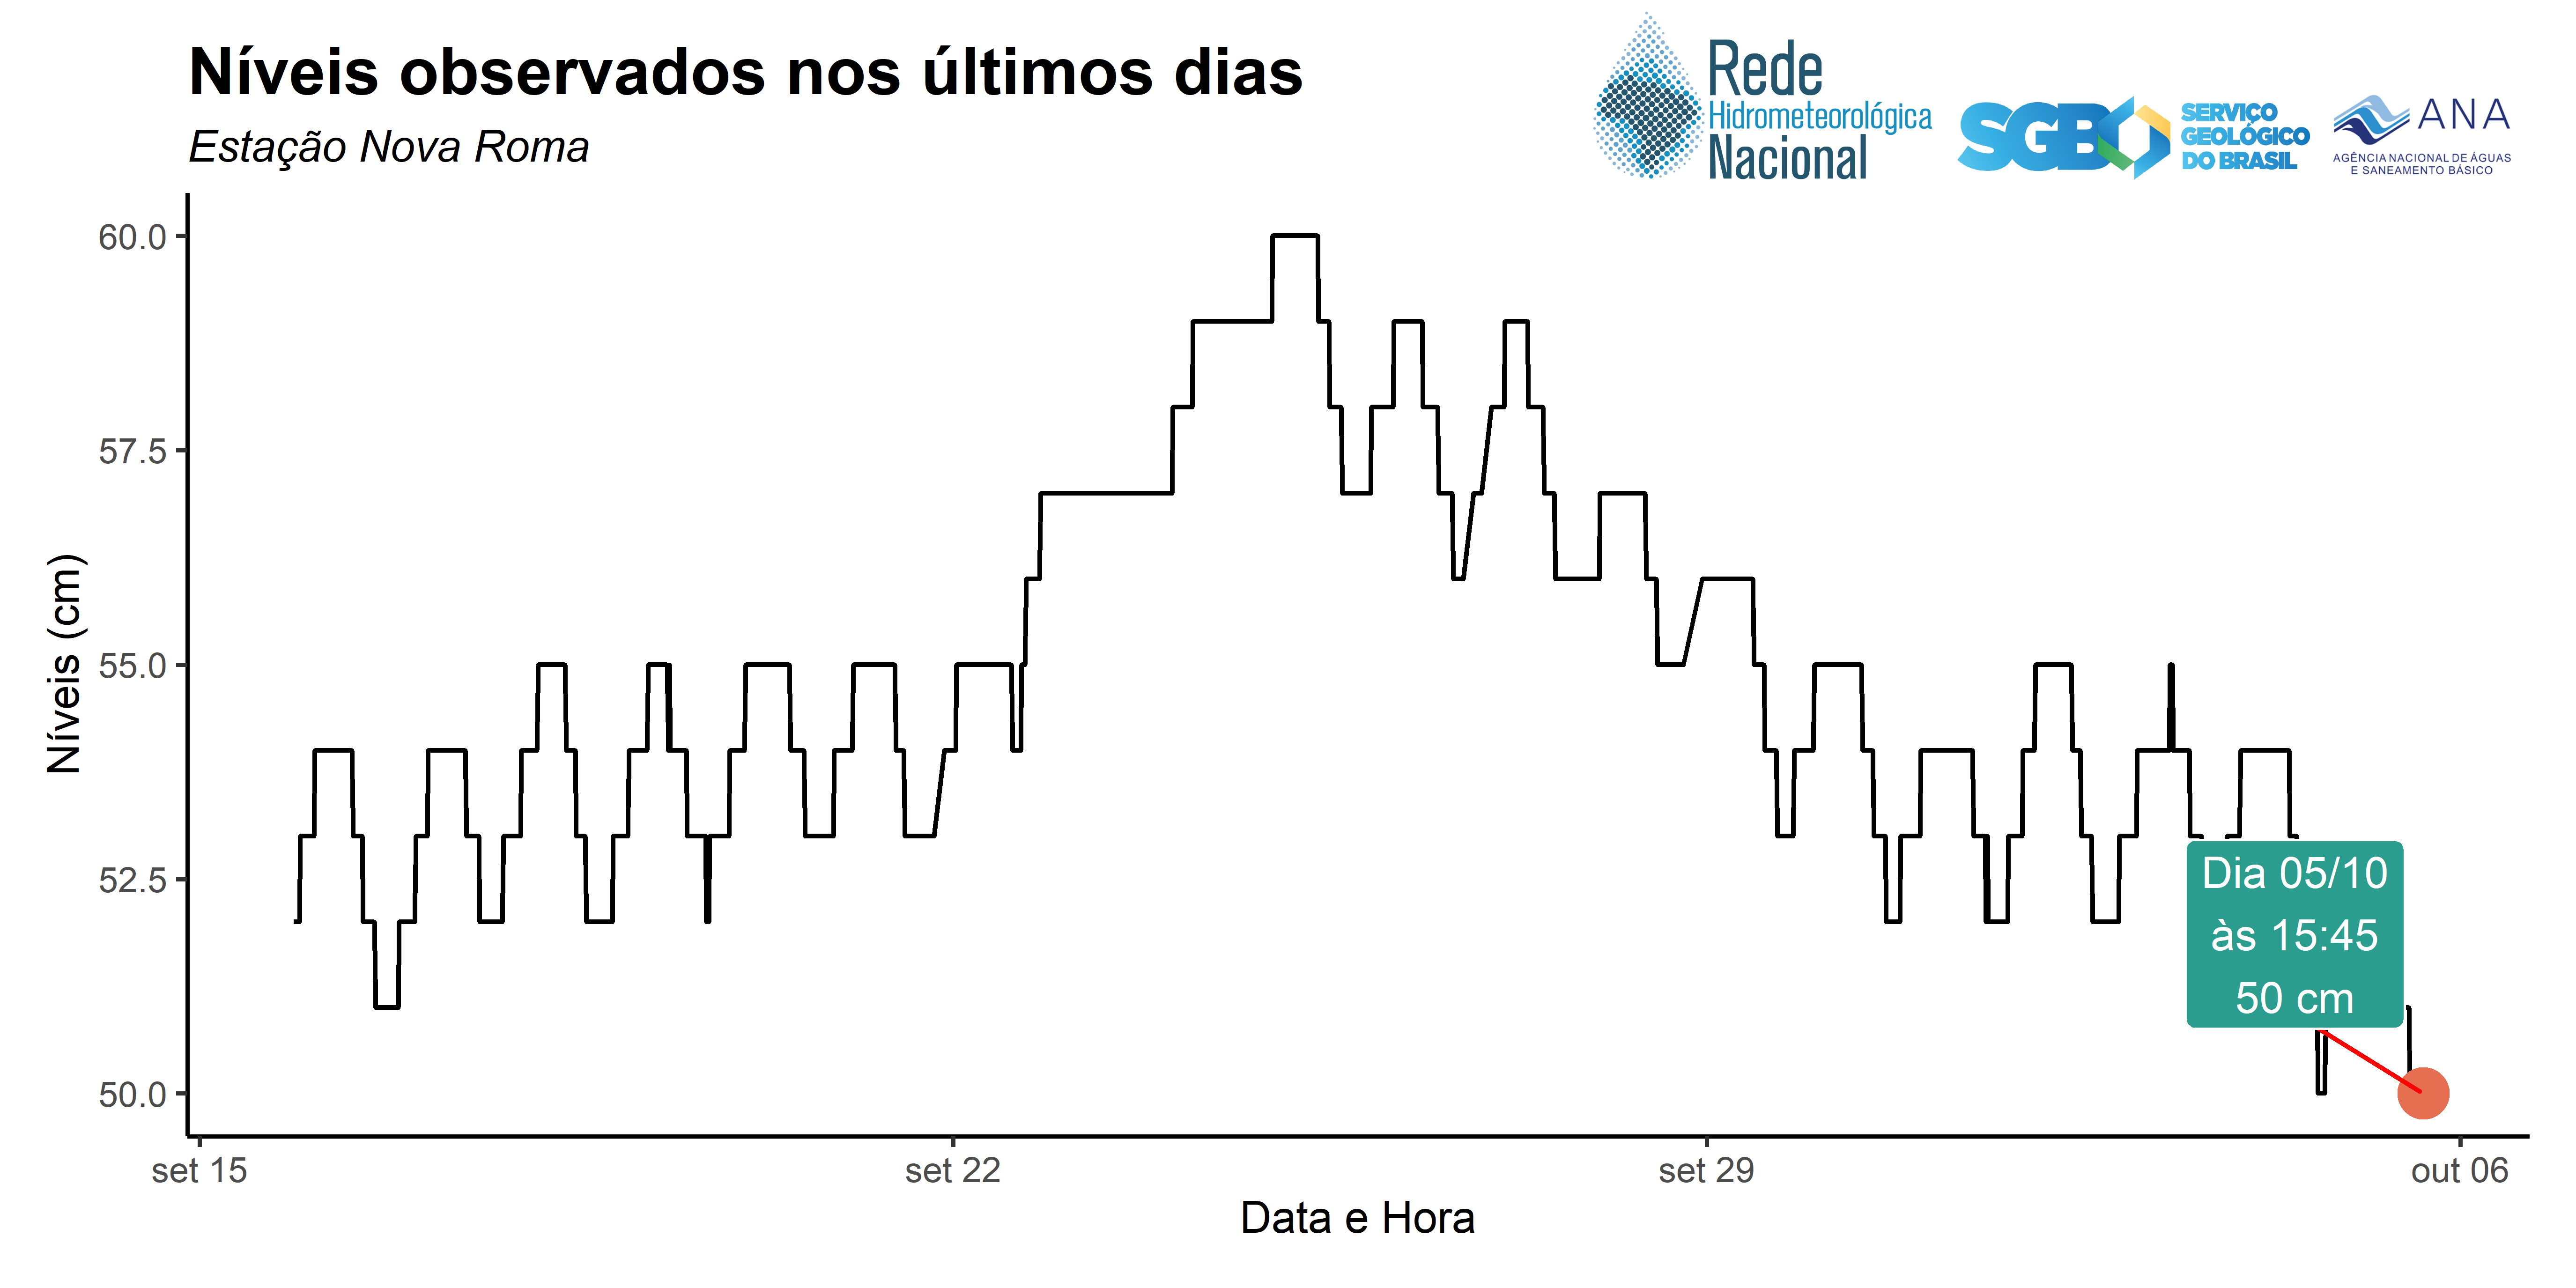 Níveis observados nos últimos dias
Estação Nova Roma
Rede
Hidrometeorológica
Nacional
SGB
SERVIÇO
GEOLÓGICO
DO BRASIL
ANA
AGÊNCIA NACIONAL DE ÁGUAS
E SANEAMENTO BÁSICO
Níveis (cm)
60.0
57.5
55.0
52.5
50.0
Dia 05/10
às 15:45
50 cm
set 15
set 22
set 29
out 06
Data e Hora